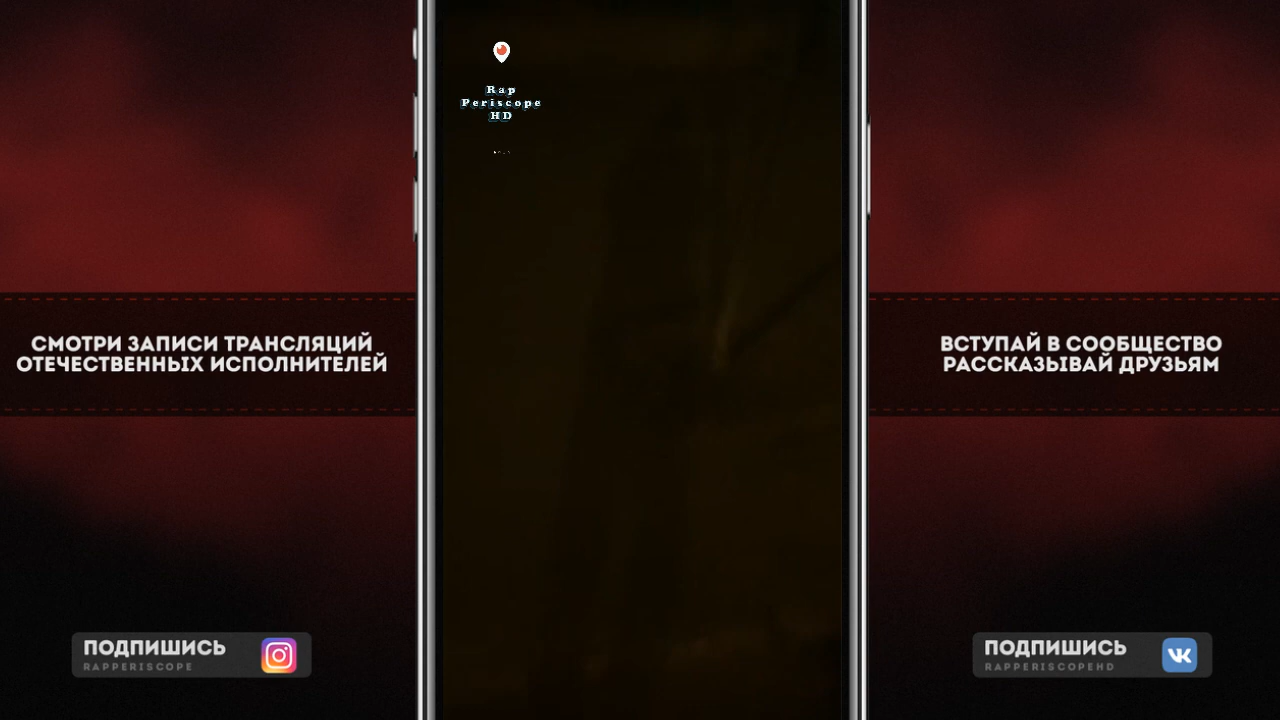 Rap
Periscope
HD
СМОТРИ ЗАПИСИ ТРАНСЛЯЦИЙ
ОТЕЧЕСТВЕННЫХ ИСПОЛНИТЕЛЕЙ
ВСТУПАЙ В СООБЩЕСТВО
РАССКАЗЫВАЙ ДРУЗЬЯМ
ПОДПИШИСЬ
RAPPERISCOPE
ПОДПИШИСЬ
RAPPERISCOPEHD